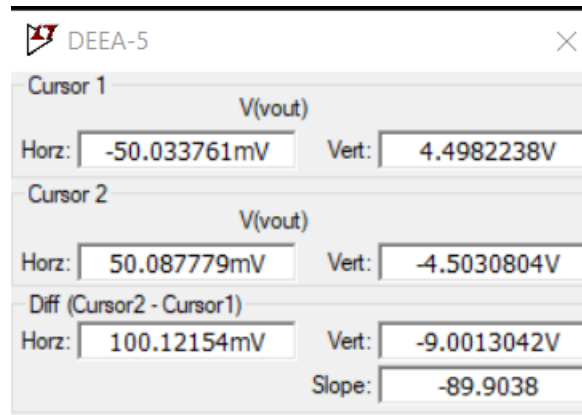 DEEA-5
Cursor 1
V(vout)
Horz: -50.033761mV Vert: 4.4982238V
Cursor 2
V(vout)
Horz: 50.087779mV Vert: -4.5030804V
Diff (Cursor2 - Cursor1)
Horz: 100.12154mV Vert: -9.0013042V
Slope: -89.9038